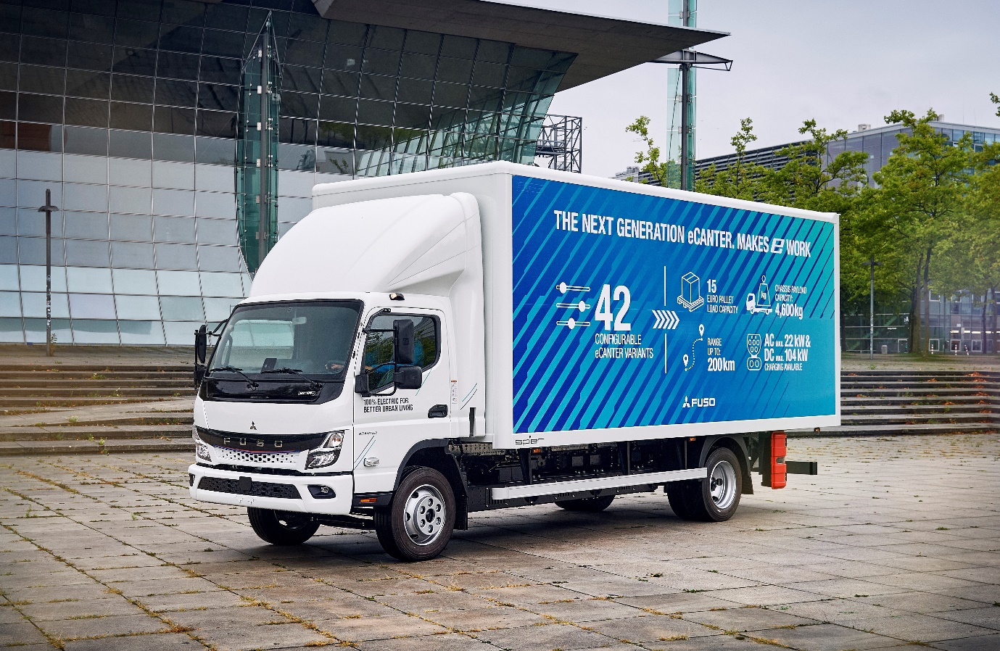 THE NEXT GENERATION eCANTER. MAKES e WORK
42
CONFIGURABLE
eCANTER VARIANTS
15
EURO PALLET
LOAD CAPACITY
kg
CHASSIS PAYLOAD
CAPACITY:
4,600kg
RANGE
UP TO:
200km
AC MAX. 22 kW &
DC MAX. 104 kW
CHARGING AVAILABLE
FUSO
spier
100% ELECTRIC FOR
BETTER URBAN LIVING
eCANTER
FUSO